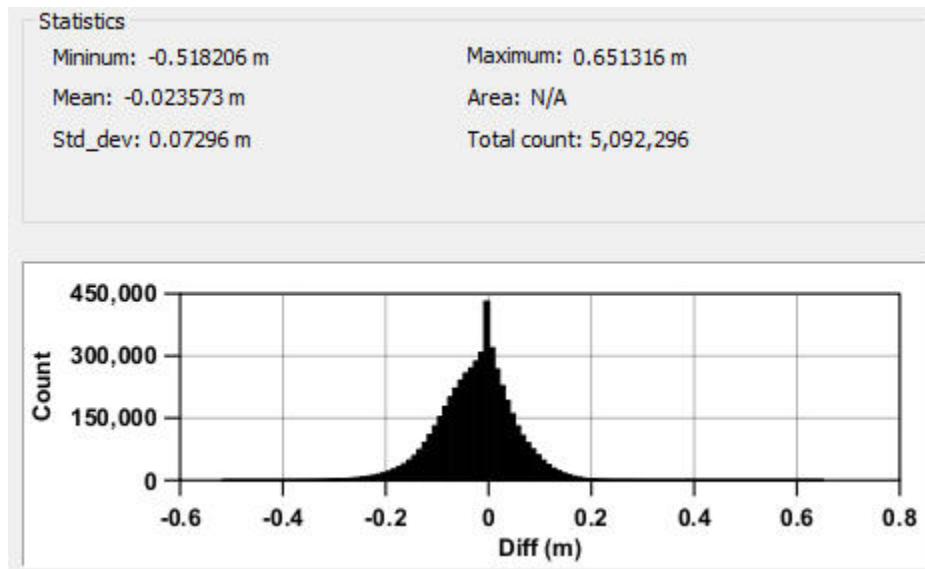 Statistics
Mininum: -0.518206 m Maximum: 0.651316 m
Mean: -0.023573 m Area: N/A
Std_dev: 0.07296 m Total count: 5,092,296
450,000
300,000
150,000
0
Count
-0.6 -0.4 -0.2 0 0.2 0.4 0.6 0.8
Diff (m)